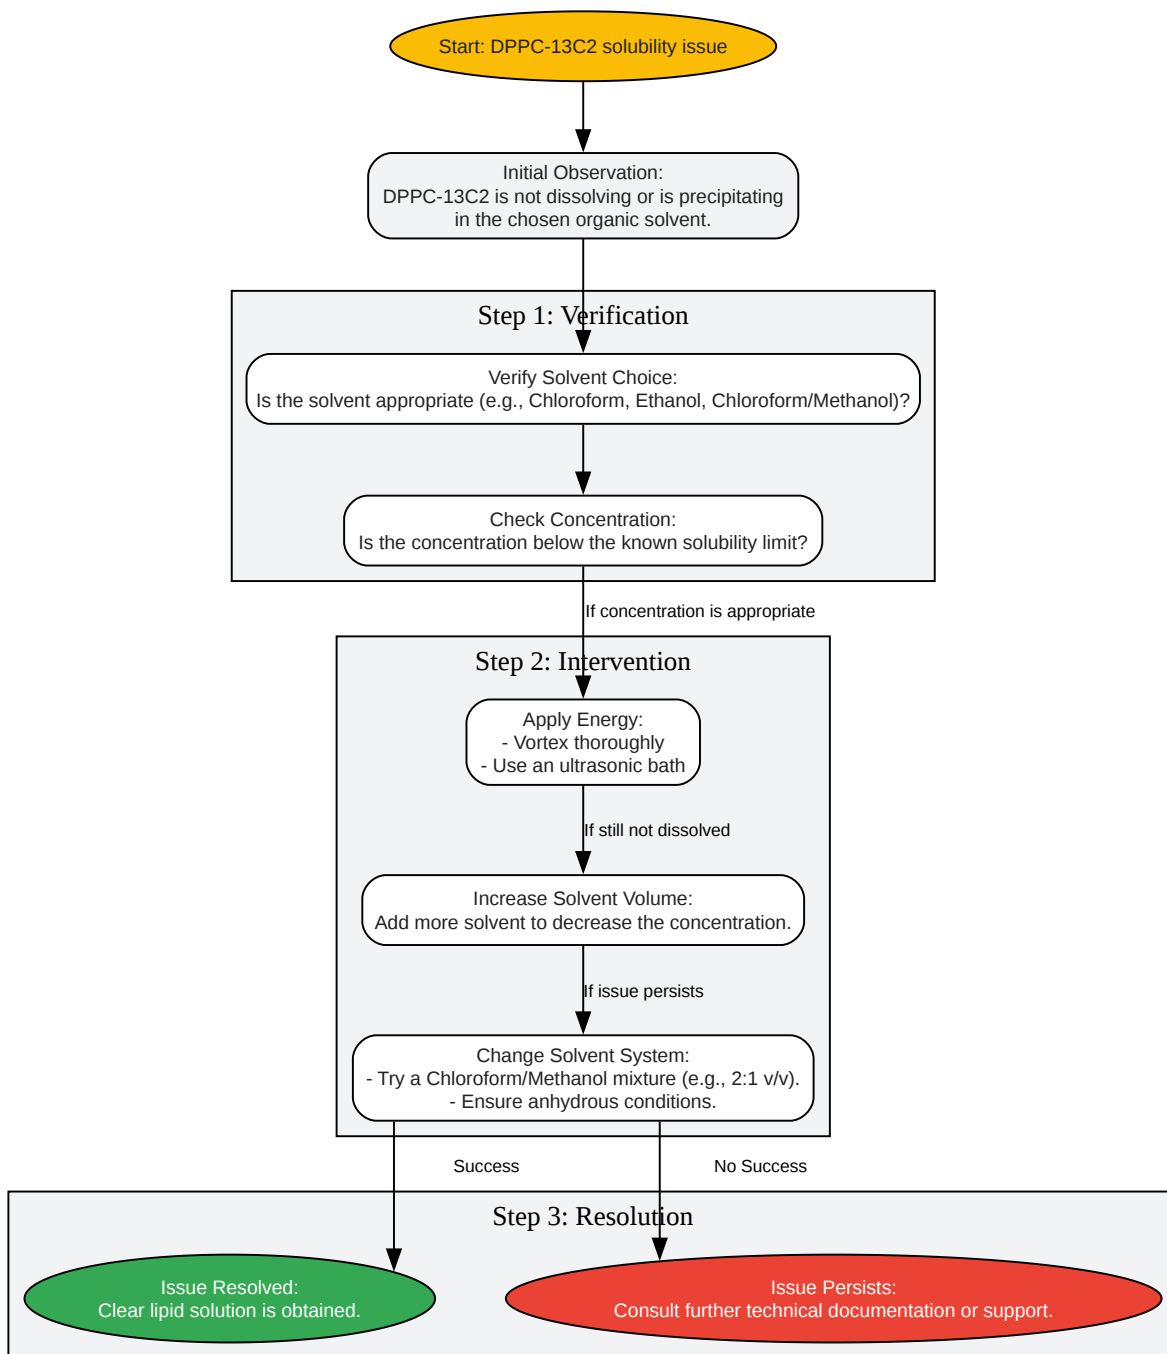 Start: DPPC-13C2 solubility issue
Initial Observation:
DPPC-13C2 is not dissolving or is precipitating
in the chosen organic solvent.
Step 1: Verification
Verify Solvent Choice:
Is the solvent appropriate (e.g., Chloroform, Ethanol, Chloroform/Methanol)?
Check Concentration:
Is the concentration below the known solubility limit?
If concentration is appropriate
Step 2: Intervention
Apply Energy:
- Vortex thoroughly
- Use an ultrasonic bath
If still not dissolved
Increase Solvent Volume:
Add more solvent to decrease the concentration.
If issue persists
Change Solvent System:
- Try a Chloroform/Methanol mixture (e.g., 2:1 v/v).
- Ensure anhydrous conditions.
Success
No Success
Step 3: Resolution
Issue Resolved:
Clear lipid solution is obtained.
Issue Persists:
Consult further technical documentation or support.